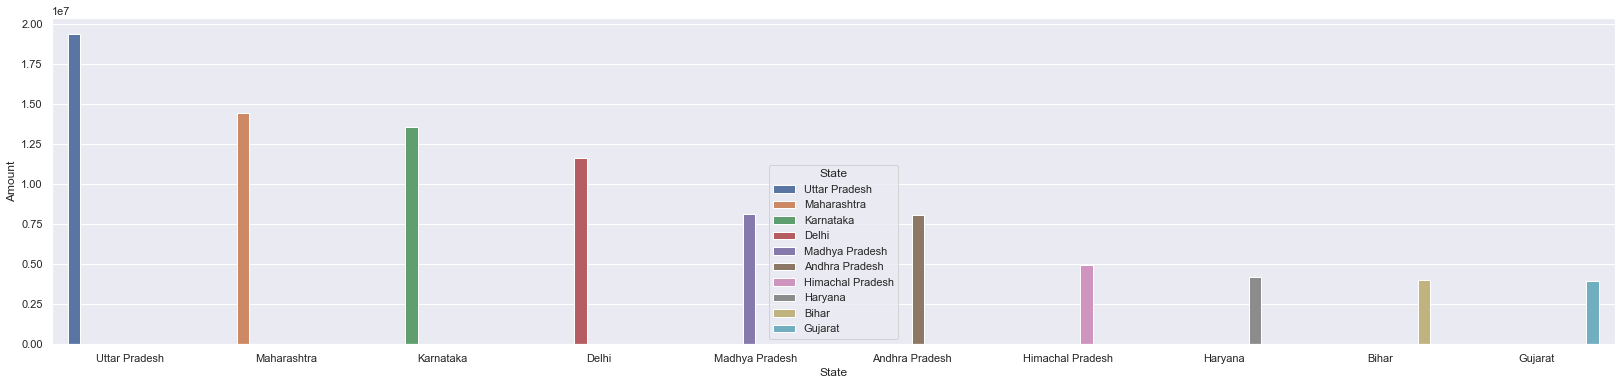 1e7
2.00
1.75
1.50
1.25
1.00
0.75
0.50
0.25
0.00
Amount
State
Uttar Pradesh
Maharashtra
Karnataka
Delhi
Madhya Pradesh
Andhra Pradesh
Himachal Pradesh
Haryana
Bihar
Gujarat
Uttar Pradesh Maharashtra Karnataka Delhi Madhya Pradesh Andhra Pradesh Himachal Pradesh Haryana Bihar Gujarat
State